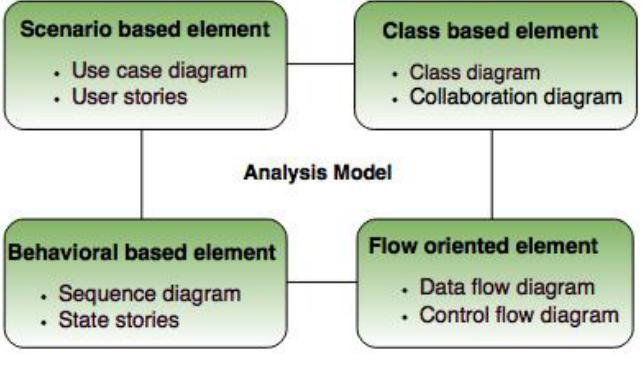 Scenario based element
• Use case diagram
• User stories
Class based element
• Class diagram
• Collaboration diagram
Analysis Model
Behavioral based element
• Sequence diagram
• State stories
Flow oriented element
• Data flow diagram
• Control flow diagram